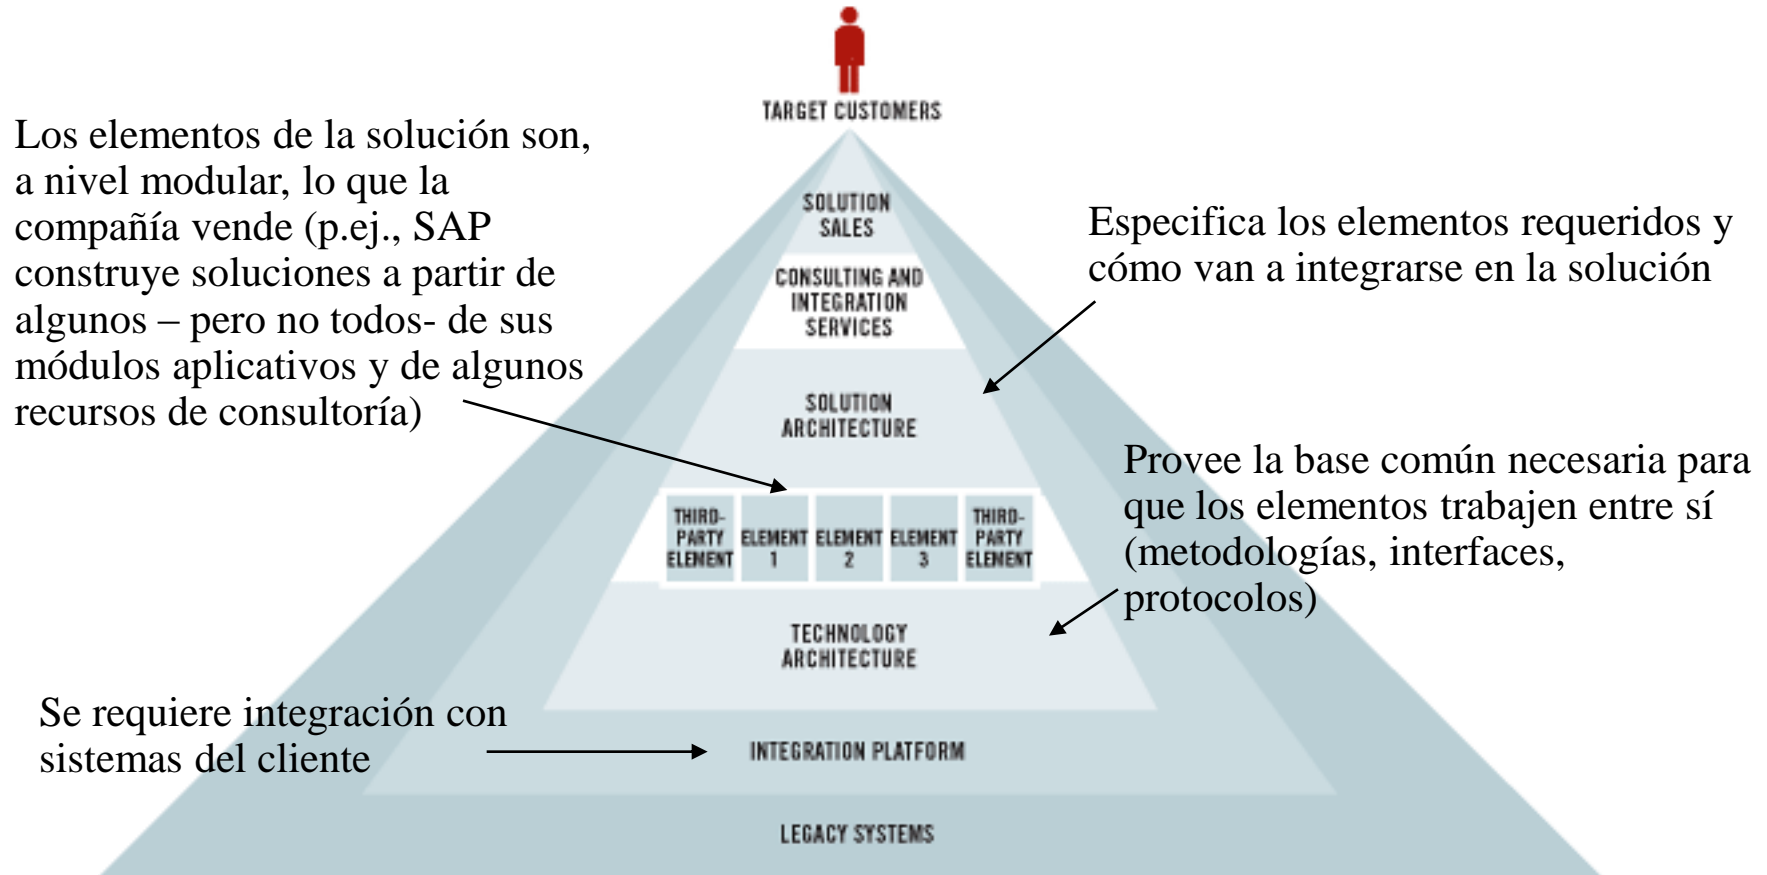 TARGET CUSTOMERS
Los elementos de la solución son,
a nivel modular, lo que la
compañía vende (p.ej., SAP
construye soluciones a partir de
algunos – pero no todos- de sus
módulos aplicativos y de algunos
recursos de consultoría)
SOLUTION
SALES
Especifica los elementos requeridos y
cómo van a integrarse en la solución
CONSULTING AND
INTEGRATION
SERVICES
SOLUTION
ARCHITECTURE
Provee la base común necesaria para
que los elementos trabajen entre sí
(metodologías, interfaces,
protocolos)
THIRD-
PARTY
ELEMENT
ELEMENT
1
ELEMENT
2
ELEMENT
3
THIRD-
PARTY
ELEMENT
TECHNOLOGY
ARCHITECTURE
Se requiere integración con
sistemas del cliente
INTEGRATION PLATFORM
LEGACY SYSTEMS